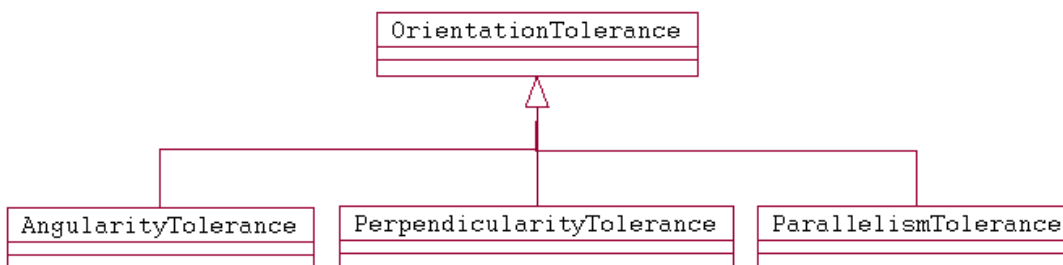 OrientationTolerance
AngularityTolerance
PerpendicularityTolerance
ParallelismTolerance